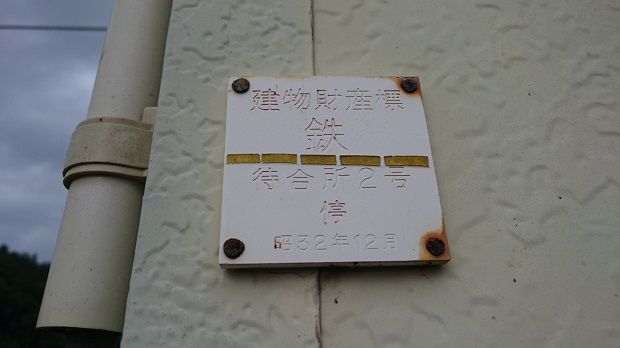 建物財産標
鉄
待合所2号
停
昭32年12月